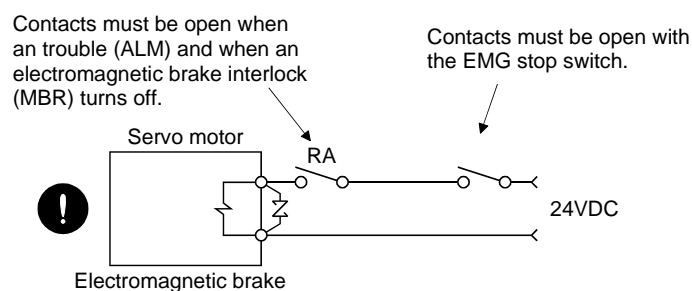 Contacts must be open when
an trouble (ALM) and when an
electromagnetic brake interlock
(MBR) turns off.
Contacts must be open with
the EMG stop switch.
Servo motor
RA
24VDC
Electromagnetic brake